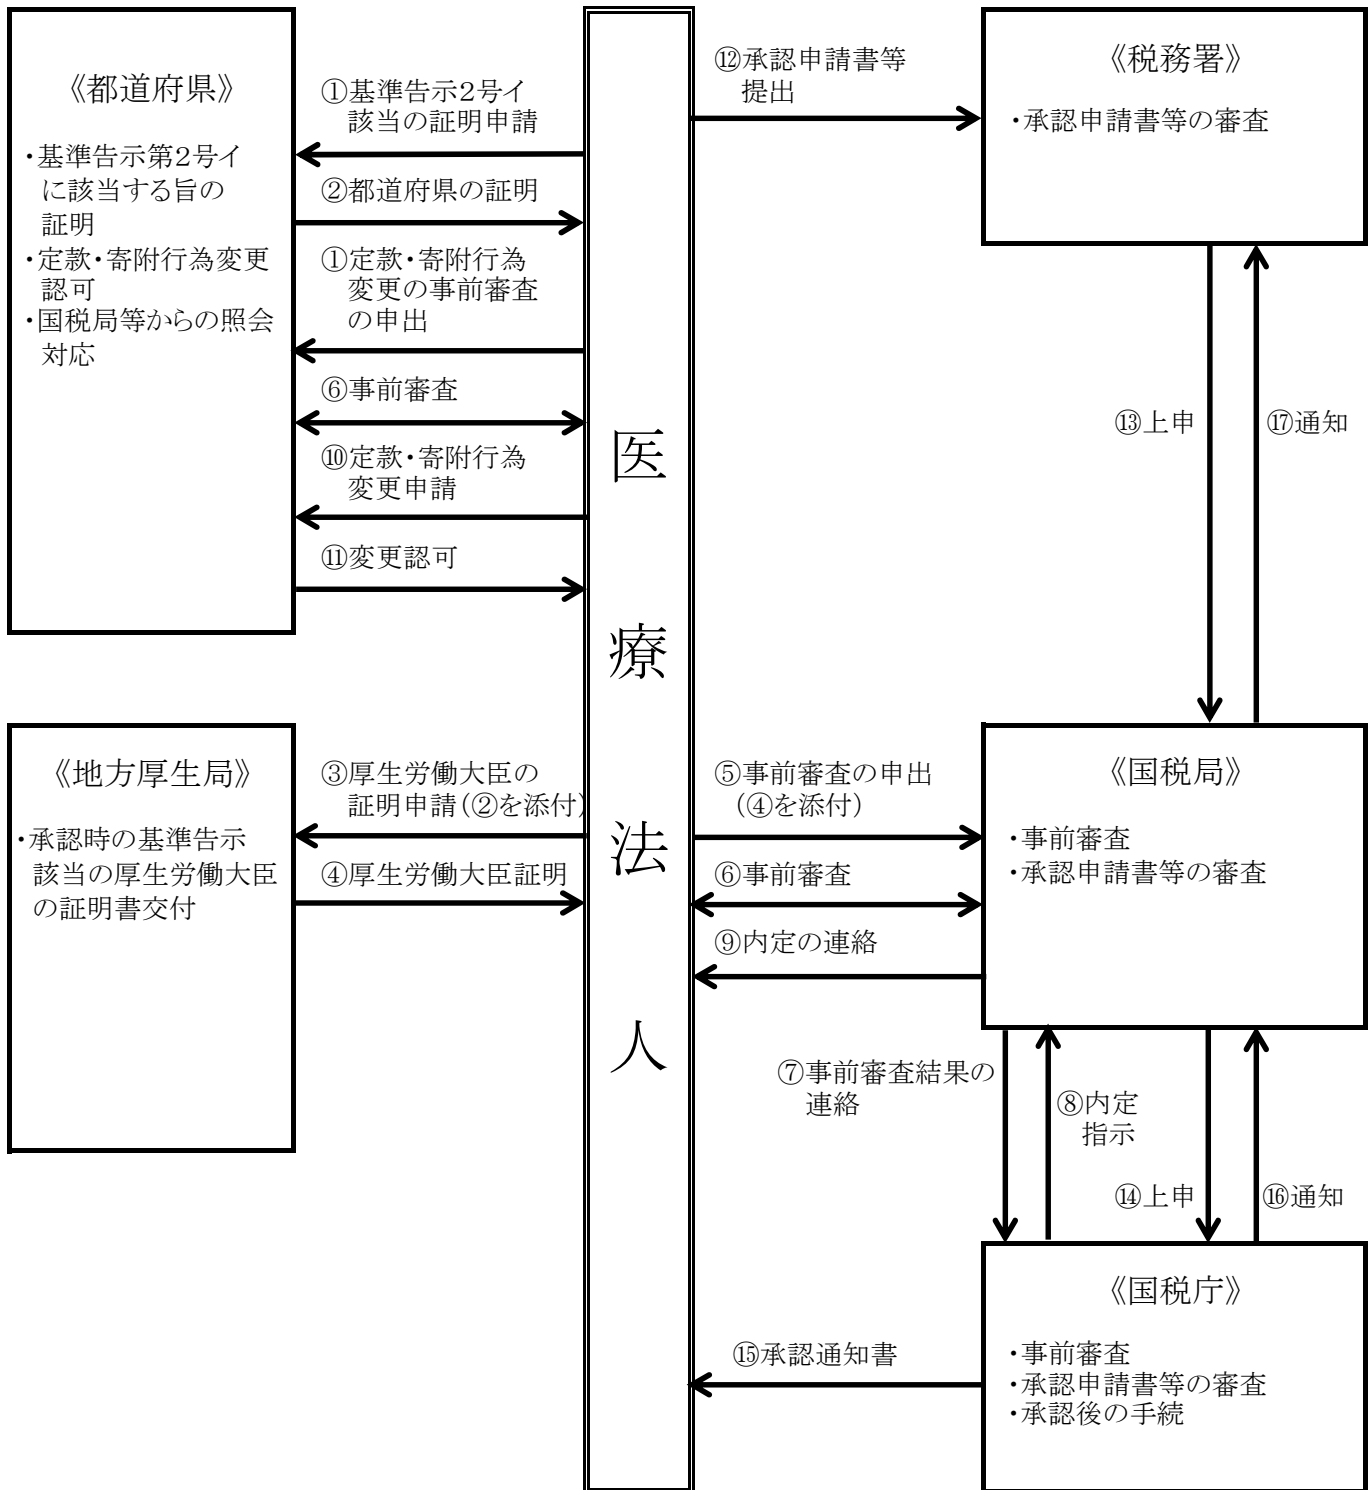 《都道府県》
・基準告示第2号イ
に該当する旨の
証明
・定款・寄附行為変更
認可
・国税局等からの照会
対応
①基準告示2号イ
該当の証明申請
②都道府県の証明
①定款・寄附行為
変更の事前審査
の申出
⑥事前審査
⑩定款・寄附行為
変更申請
⑪変更認可
《地方厚生局》
・承認時の基準告示
該当の厚生労働大臣
の証明書交付
③厚生労働大臣の
証明申請(②を添付)
④厚生労働大臣証明
医
療
法
人
⑫承認申請書等
提出
《税務署》
・承認申請書等の審査
⑬上申
⑰通知
⑤事前審査の申出
(④を添付)
⑥事前審査
⑨内定の連絡
《国税局》
・事前審査
・承認申請書等の審査
⑦事前審査結果の
連絡
⑧内定
指示
⑭上申
⑯通知
⑮承認通知書
《国税庁》
・事前審査
・承認申請書等の審査
・承認後の手続